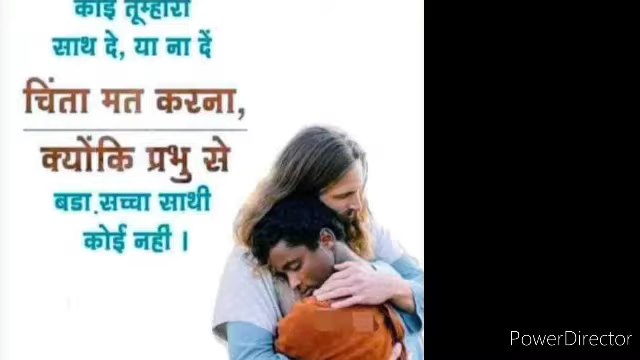 कोई तूम्हारा
साथ दे, या ना दें
चिंता मत करना,
क्योंकि प्रभु से
बडा सच्चा साथी
कोई नही ।
PowerDirector